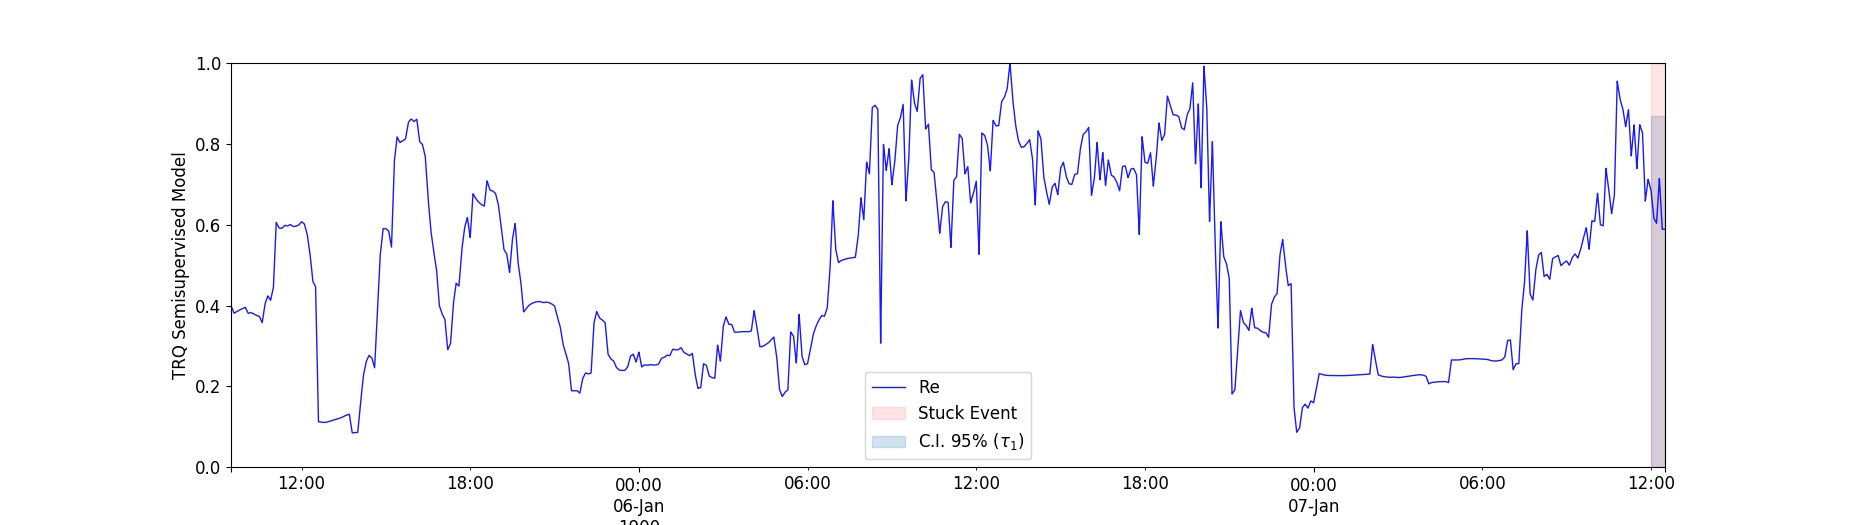 TRQ Semisupervised Model
1.0
0.8
0.6
0.4
0.2
0.0
Re
Stuck Event
C.I. 95% (τ₁)
12:00 18:00 00:00 06:00 12:00 18:00 00:00 06:00 12:00
06-Jan 07-Jan
1900